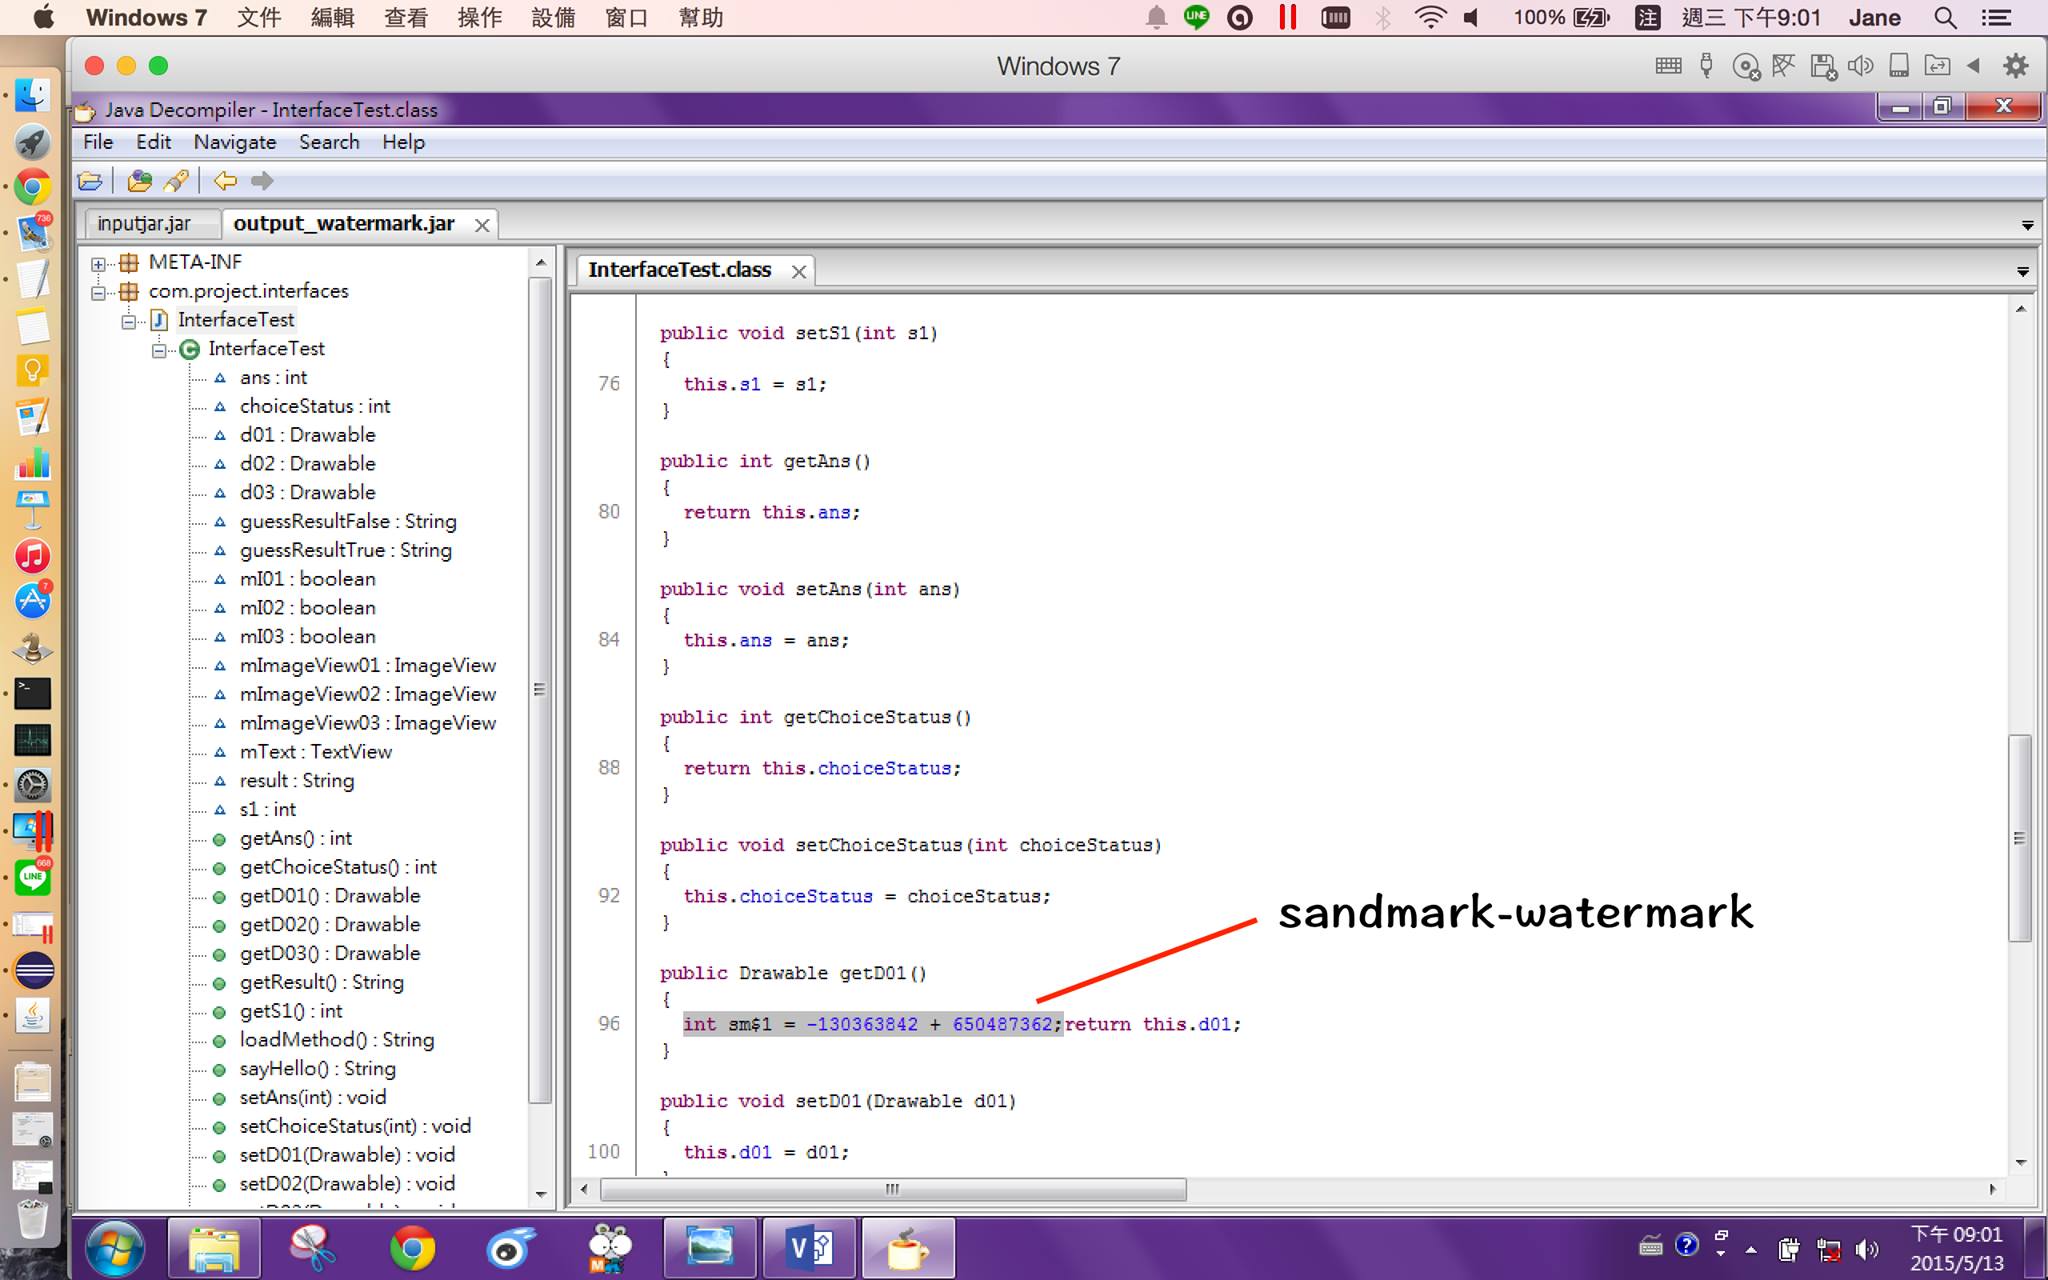 Windows 7 文件 編輯 查看 操作 設備 窗口 幫助 LINE 100% 注 週三 下午9:01 Jane
Windows 7
Java Decompiler - InterfaceTest.class
File Edit Navigate Search Help
inputjar.jar output_watermark.jar
InterfaceTest.class
META-INF
com.project.interfaces
InterfaceTest
InterfaceTest
ans : int
choiceStatus : int
d01 : Drawable
d02 : Drawable
d03 : Drawable
guessResultFalse : String
guessResultTrue : String
mI01 : boolean
mI02 : boolean
mI03 : boolean
mImageView01 : ImageView
mImageView02 : ImageView
mImageView03 : ImageView
mText : TextView
result : String
s1 : int
getAns() : int
getChoiceStatus() : int
getD01() : Drawable
getD02() : Drawable
getD03() : Drawable
getResult() : String
getS1() : int
loadMethod() : String
sayHello() : String
setAns(int) : void
setChoiceStatus(int) : void
setD01(Drawable) : void
setD02(Drawable) : void
public void setS1(int s1)
{
76 this.s1 = s1;
}
public int getAns()
{
80 return this.ans;
}
public void setAns(int ans)
{
84 this.ans = ans;
}
public int getChoiceStatus()
{
88 return this.choiceStatus;
}
public void setChoiceStatus(int choiceStatus)
{
92 this.choiceStatus = choiceStatus;
}
sandmark-watermark
public Drawable getD01()
{
96 int sm$1 = -130363842 + 650487362;return this.d01;
}
public void setD01(Drawable d01)
{
100 this.d01 = d01;
736
7
668
LINE
下午 09:01
2015/5/13